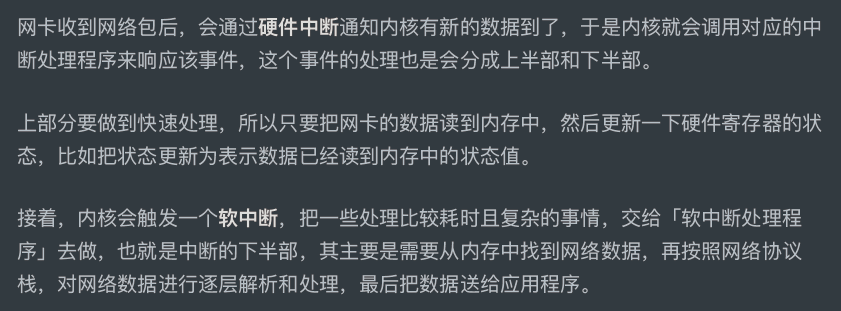 网卡收到网络包后，会通过硬件中断通知内核有新的数据到了，于是内核就会调用对应的中
断处理程序来响应该事件，这个事件的处理也是会分成上半部和下半部。
上部分要做到快速处理，所以只要把网卡的数据读到内存中，然后更新一下硬件寄存器的状
态，比如把状态更新为表示数据已经读到内存中的状态值。
接着，内核会触发一个软中断，把一些处理比较耗时且复杂的事情，交给「软中断处理程
序」去做，也就是中断的下半部，其主要是需要从内存中找到网络数据，再按照网络协议
栈，对网络数据进行逐层解析和处理，最后把数据送给应用程序。